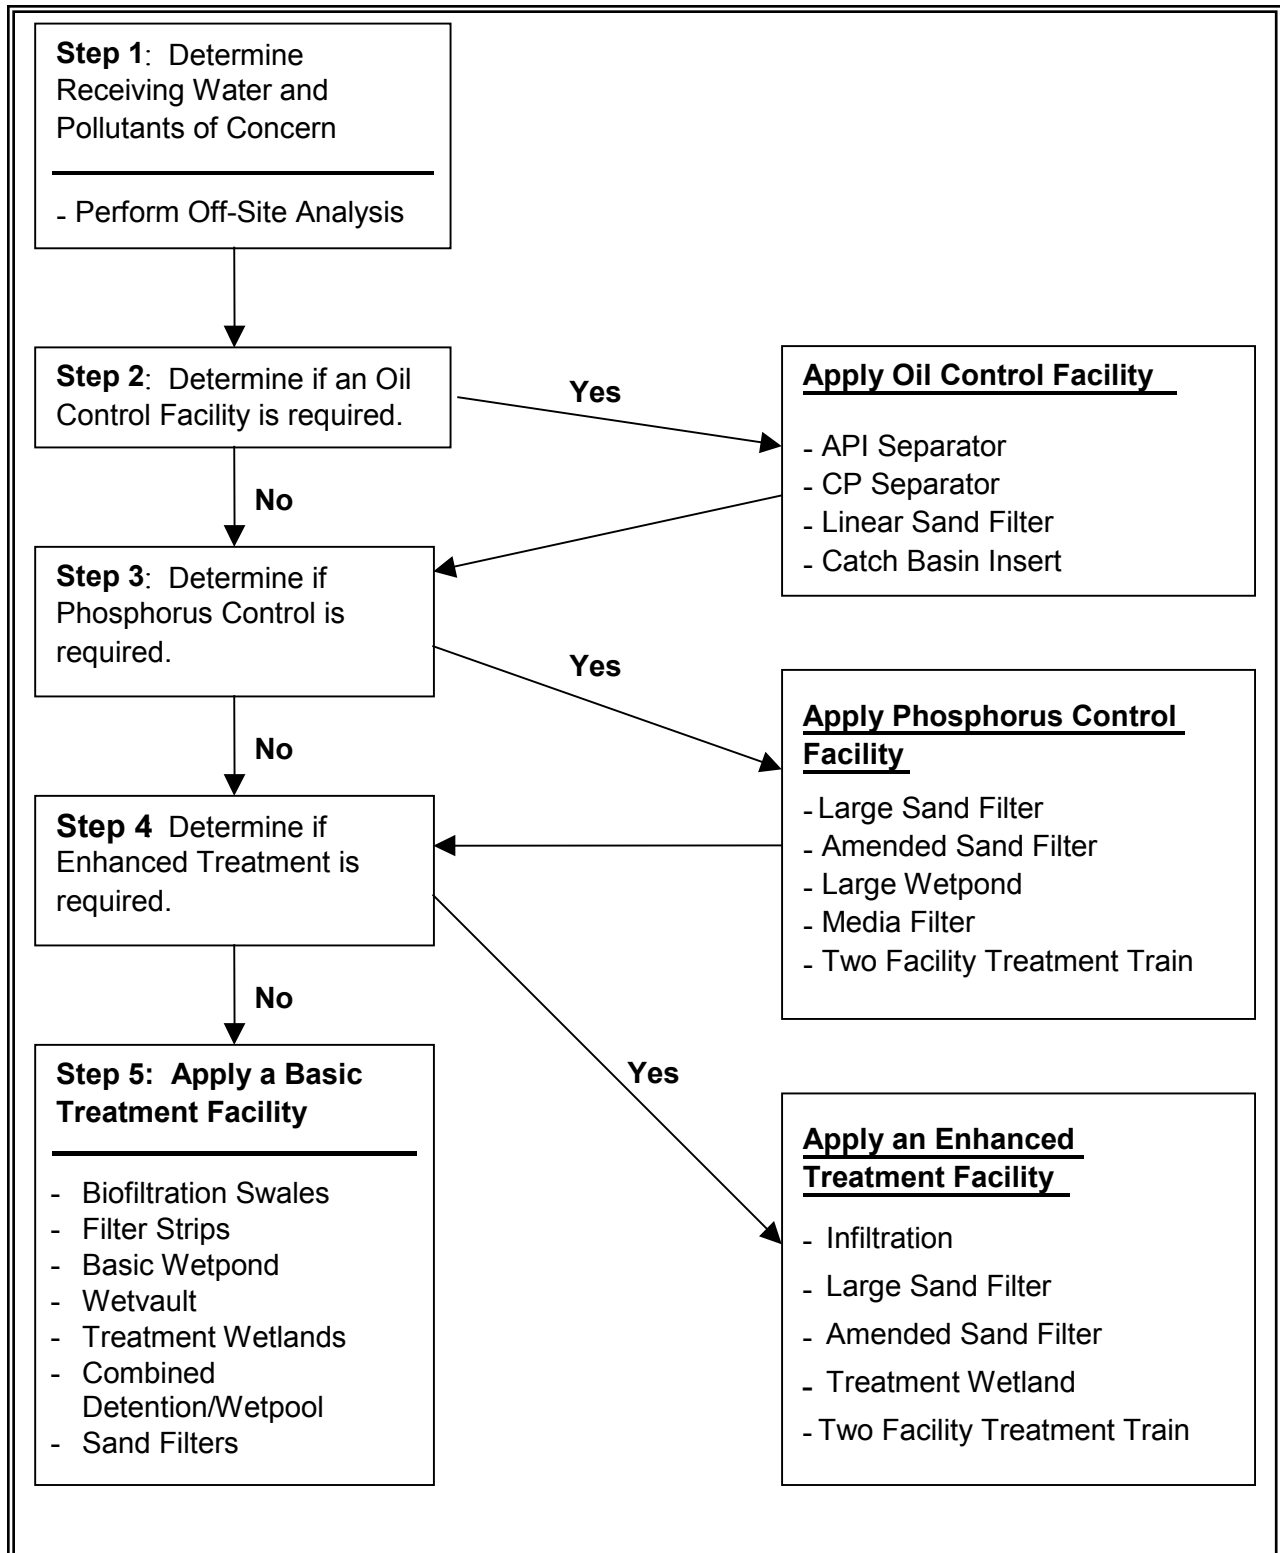 Step 1:  Determine
Receiving Water and
Pollutants of Concern
- Perform Off-Site Analysis
Step 2:  Determine if an Oil
Control Facility is required.
Yes
Apply Oil Control Facility
- API Separator
- CP Separator
- Linear Sand Filter
- Catch Basin Insert
No
Step 3:  Determine if
Phosphorus Control is
required.
Yes
Apply Phosphorus Control
Facility
- Large Sand Filter
- Amended Sand Filter
- Large Wetpond
- Media Filter
- Two Facility Treatment Train
No
Step 4  Determine if
Enhanced Treatment is
required.
No
Yes
Step 5:  Apply a Basic
Treatment Facility
- Biofiltration Swales
- Filter Strips
- Basic Wetpond
- Wetvault
- Treatment Wetlands
- Combined
Detention/Wetpool
- Sand Filters
Apply an Enhanced
Treatment Facility
- Infiltration
- Large Sand Filter
- Amended Sand Filter
- Treatment Wetland
- Two Facility Treatment Train